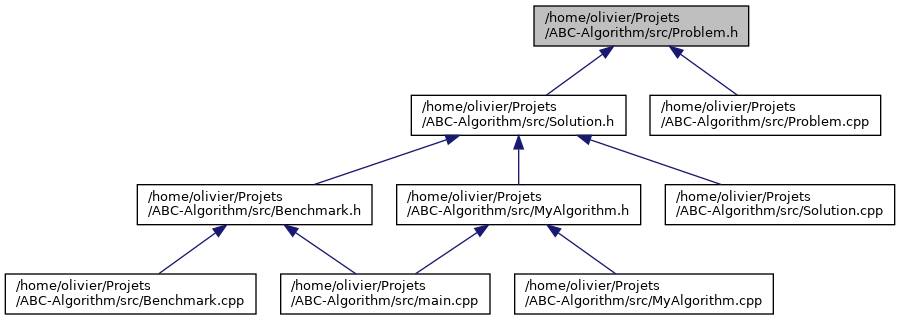 /home/olivier/Projets
/ABC-Algorithm/src/Problem.h
/home/olivier/Projets
/ABC-Algorithm/src/Solution.h
/home/olivier/Projets
/ABC-Algorithm/src/Problem.cpp
/home/olivier/Projets
/ABC-Algorithm/src/Benchmark.h
/home/olivier/Projets
/ABC-Algorithm/src/MyAlgorithm.h
/home/olivier/Projets
/ABC-Algorithm/src/Solution.cpp
/home/olivier/Projets
/ABC-Algorithm/src/Benchmark.cpp
/home/olivier/Projets
/ABC-Algorithm/src/main.cpp
/home/olivier/Projets
/ABC-Algorithm/src/MyAlgorithm.cpp